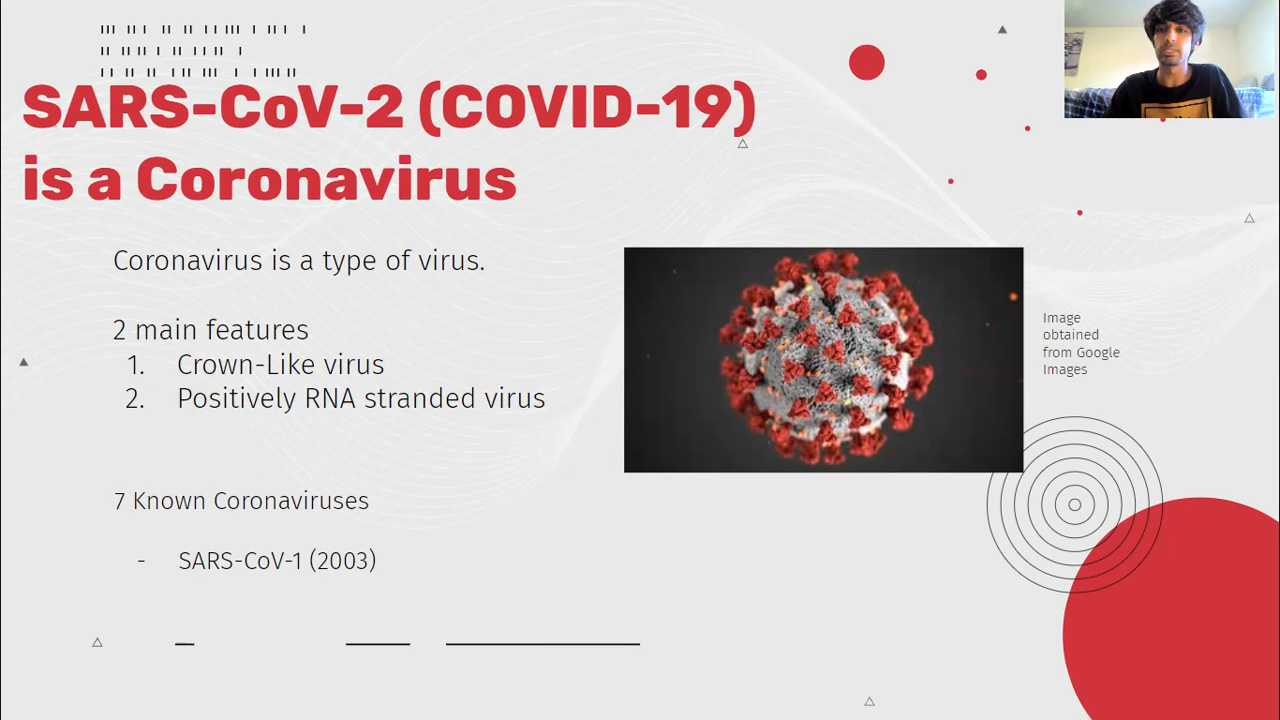 SARS-CoV-2 (COVID-19)
is a Coronavirus
Coronavirus is a type of virus.
2 main features
1. Crown-Like virus
2. Positively RNA stranded virus
Image
obtained
from Google
Images
7 Known Coronaviruses
- SARS-CoV-1 (2003)